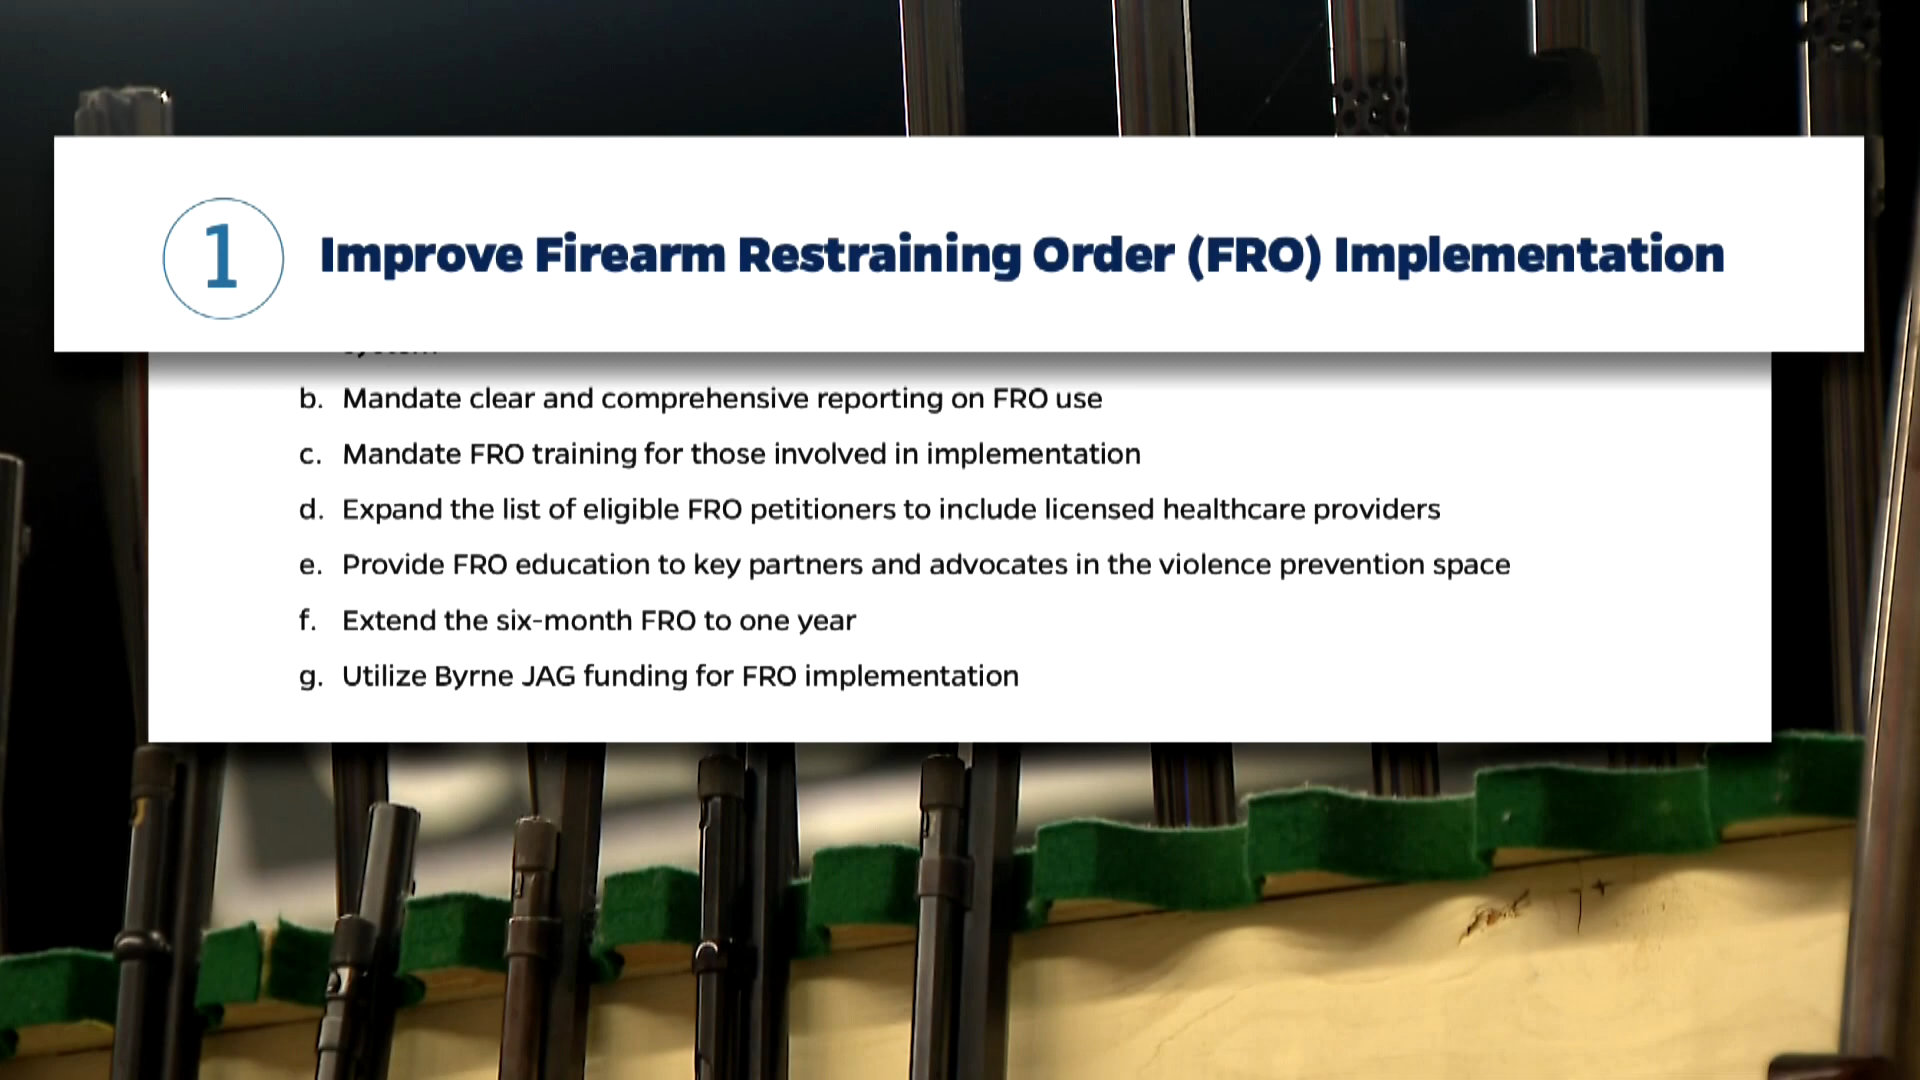 1
Improve Firearm Restraining Order (FRO) Implementation
b. Mandate clear and comprehensive reporting on FRO use
c. Mandate FRO training for those involved in implementation
d. Expand the list of eligible FRO petitioners to include licensed healthcare providers
e. Provide FRO education to key partners and advocates in the violence prevention space
f. Extend the six-month FRO to one year
g. Utilize Byrne JAG funding for FRO implementation